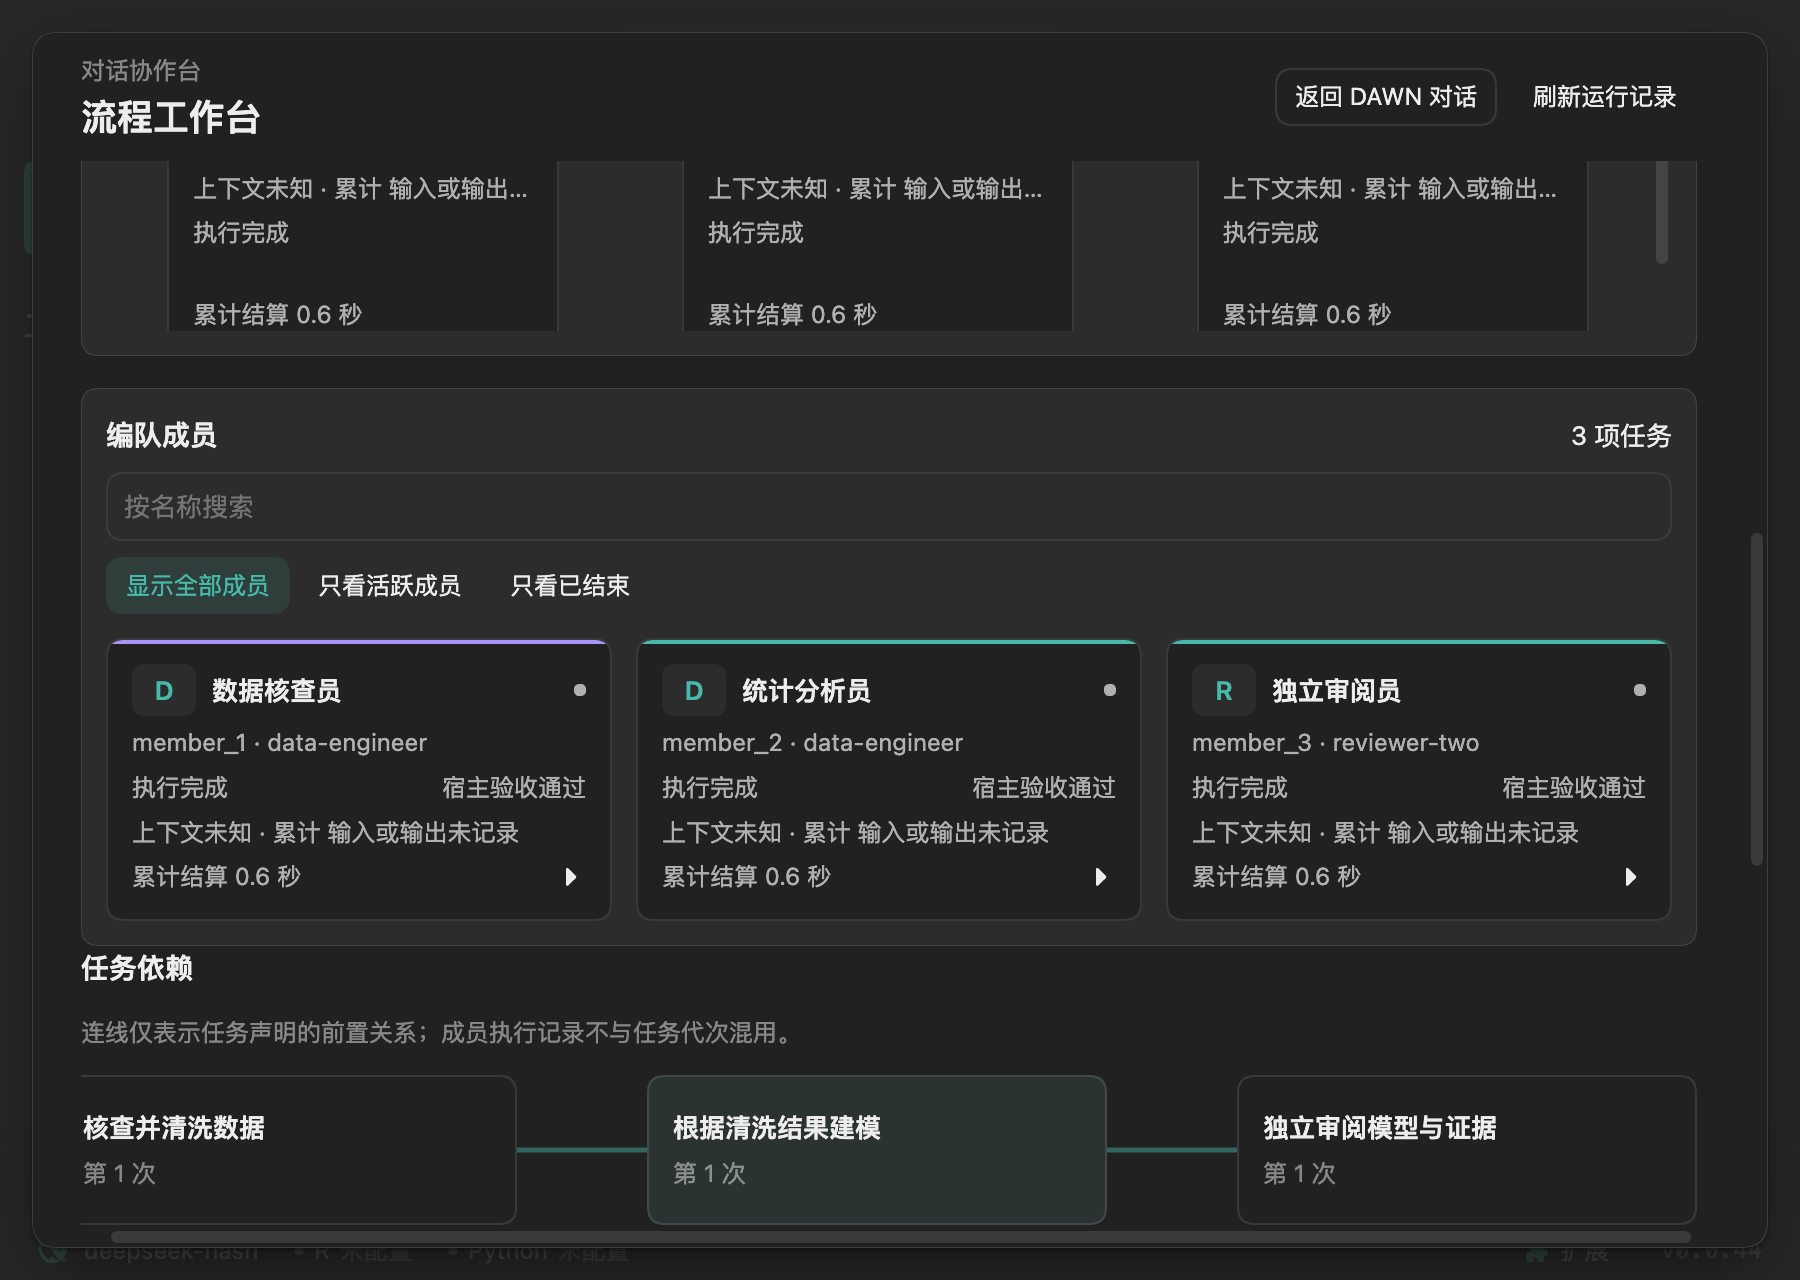 对话协作台
流程工作台
返回 DAWN 对话
刷新运行记录
上下文未知 · 累计 输入或输出...
执行完成
累计结算 0.6 秒
上下文未知 · 累计 输入或输出...
执行完成
累计结算 0.6 秒
上下文未知 · 累计 输入或输出...
执行完成
累计结算 0.6 秒
编队成员
3 项任务
按名称搜索
显示全部成员
只看活跃成员
只看已结束
D 数据核查员
member_1 · data-engineer
执行完成 宿主验收通过
上下文未知 · 累计 输入或输出未记录
累计结算 0.6 秒
D 统计分析员
member_2 · data-engineer
执行完成 宿主验收通过
上下文未知 · 累计 输入或输出未记录
累计结算 0.6 秒
R 独立审阅员
member_3 · reviewer-two
执行完成 宿主验收通过
上下文未知 · 累计 输入或输出未记录
累计结算 0.6 秒
任务依赖
连线仅表示任务声明的前置关系；成员执行记录不与任务代次混用。
核查并清洗数据
第 1 次
根据清洗结果建模
第 1 次
独立审阅模型与证据
第 1 次
R 未配置
Python 未配置
扩展
v0.0.44